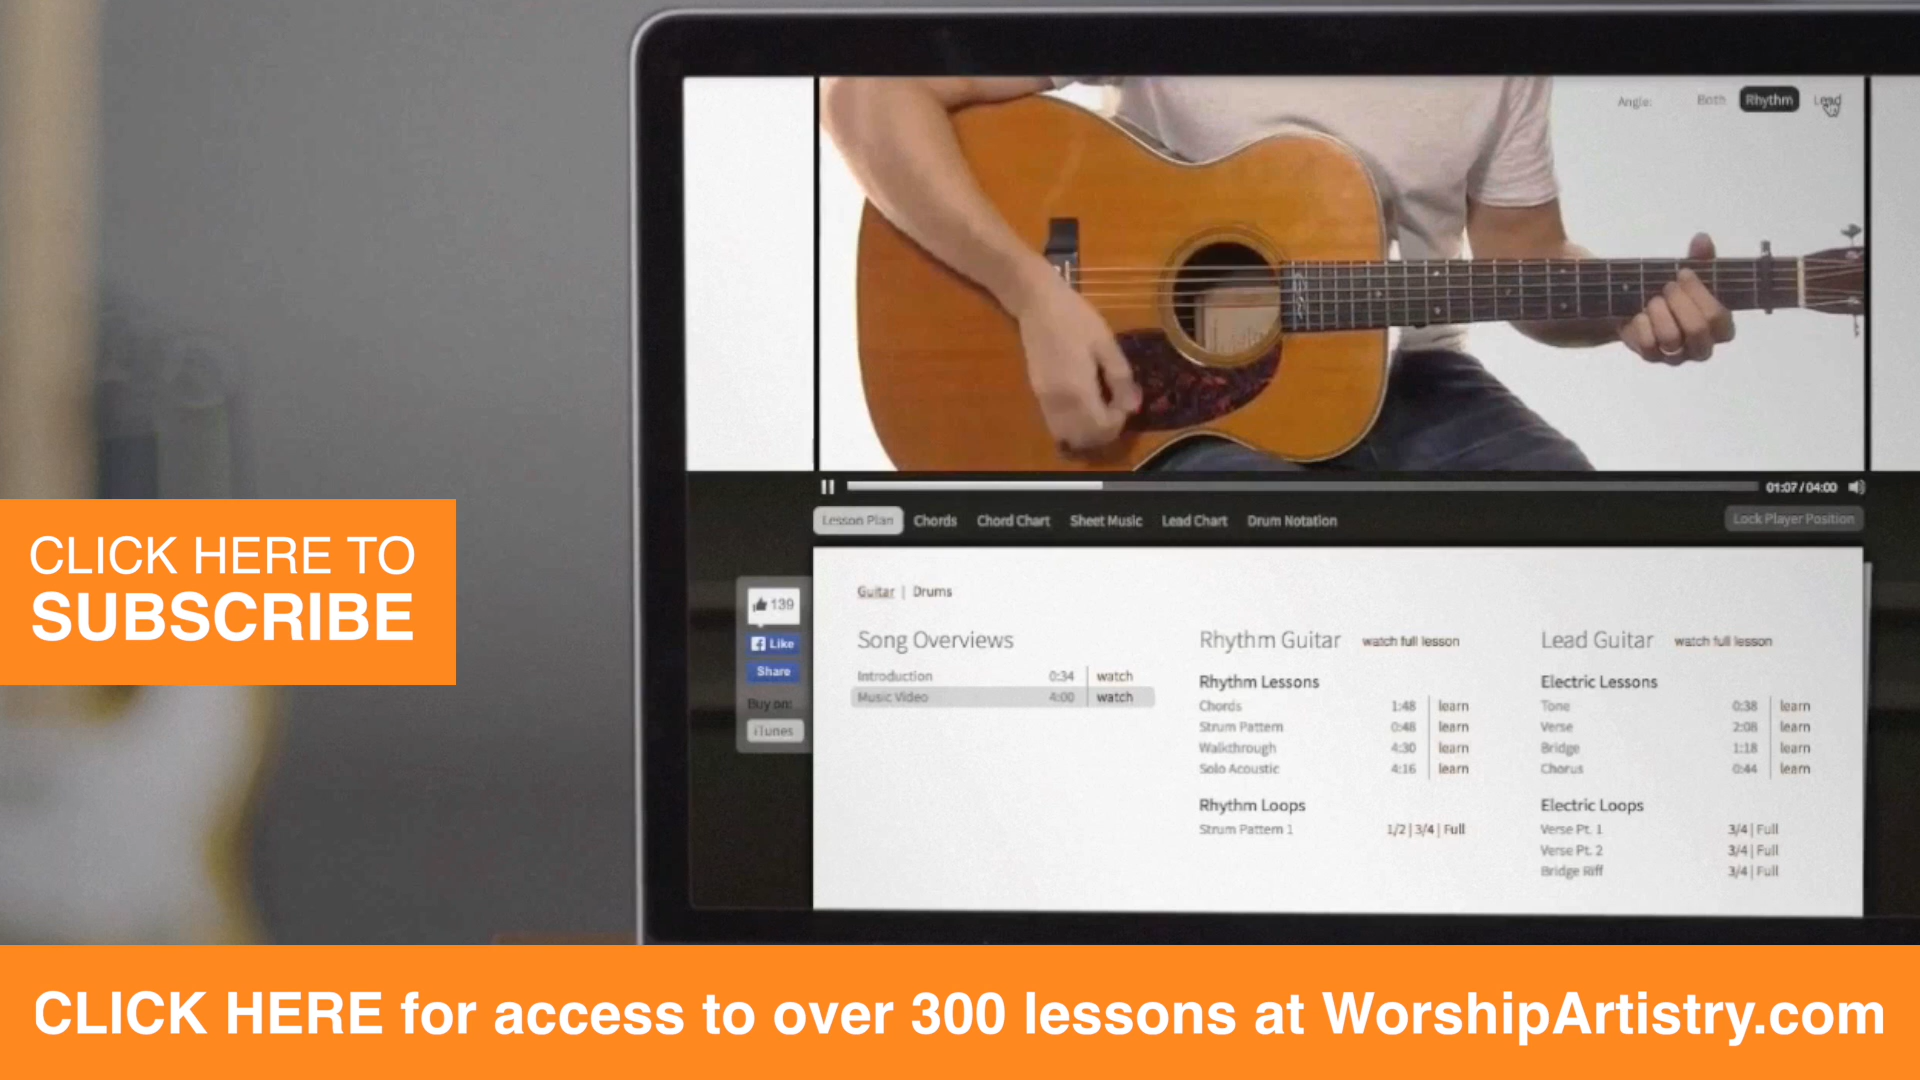 Angle: Both Rhythm Lead
01:07 / 04:00
Lesson Plan Chords Chord Chart Sheet Music Lead Chart Drum Notation Lock Player Position
CLICK HERE TO
SUBSCRIBE
139
Like
Share
Buy on:
iTunes
Guitar | Drums
Song Overviews
Introduction 0:34 watch
Music Video 4:00 watch
Rhythm Guitar watch full lesson
Rhythm Lessons
Chords 1:48 learn
Strum Pattern 0:48 learn
Walkthrough 4:30 learn
Solo Acoustic 4:16 learn
Rhythm Loops
Strum Pattern 1 1/2 | 3/4 | Full
Lead Guitar watch full lesson
Electric Lessons
Tone 0:38 learn
Verse 2:08 learn
Bridge 1:18 learn
Chorus 0:44 learn
Electric Loops
Verse Pt. 1 3/4 | Full
Verse Pt. 2 3/4 | Full
Bridge Riff 3/4 | Full
CLICK HERE for access to over 300 lessons at WorshipArtistry.com